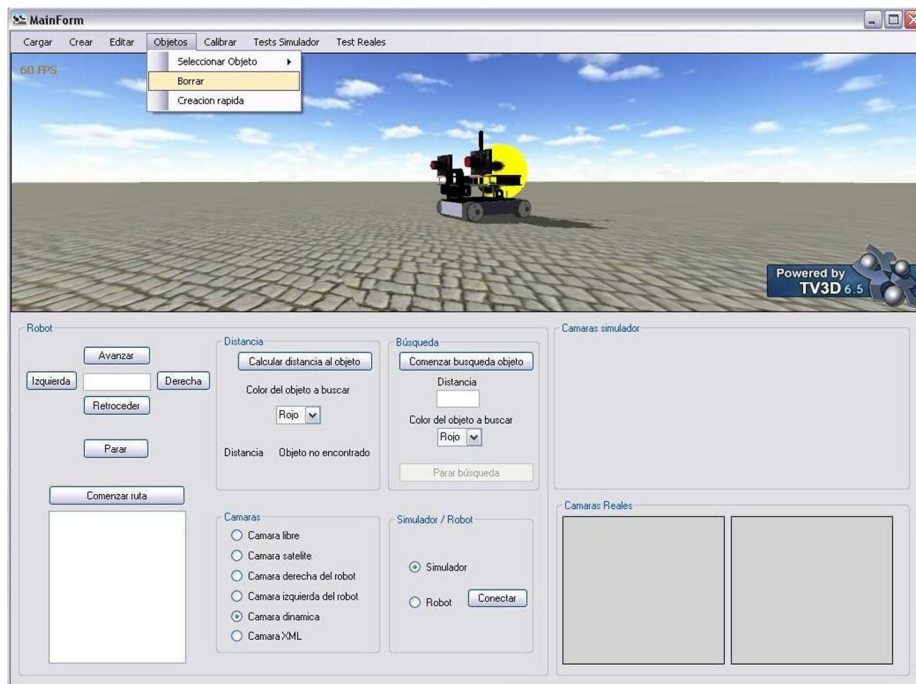 MainForm
Cargar Crear Editar Objetos Calibrar Tests Simulador Test Reales
Seleccionar Objeto
60 FPS
Borrar
Creacion rapida
Powered by
TV3D 6.5
Robot
Avanzar
Izquierda
Derecha
Retroceder
Parar
Comenzar ruta
Distancia
Calcular distancia al objeto
Color del objeto a buscar
Rojo
Distancia Objeto no encontrado
Búsqueda
Comenzar busqueda objeto
Distancia
Color del objeto a buscar
Rojo
Parar búsqueda
Camaras
Camara libre
Camara satelite
Camara derecha del robot
Camara izquierda del robot
Camara dinamica
Camara XML
Simulador / Robot
Simulador
Robot Conectar
Camaras simulador
Camaras Reales